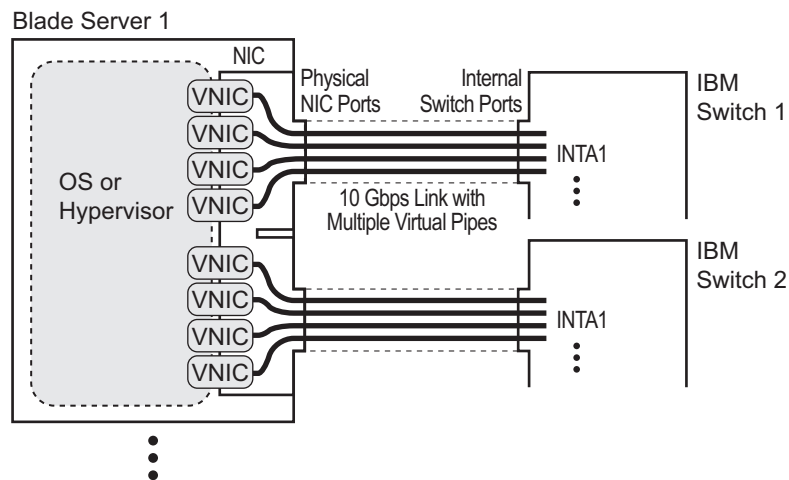 Blade Server 1
NIC
OS or
Hypervisor
VNIC
VNIC
VNIC
VNIC
VNIC
VNIC
VNIC
VNIC
Physical
NIC Ports
Internal
Switch Ports
10 Gbps Link with
Multiple Virtual Pipes
INTA1
IBM
Switch 1
INTA1
IBM
Switch 2